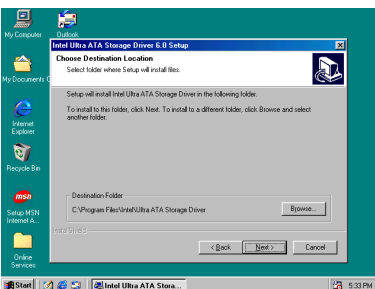 My Computer
Outlook
My Documents
Internet
Explorer
Recycle Bin
msn
Setup MSN
Internet A...
Online
Services
Intel Ultra ATA Storage Driver 6.0 Setup
Choose Destination Location
Select folder where Setup will install files.
Setup will install Intel Ultra ATA Storage Driver in the following folder.
To install to this folder, click Next. To install to a different folder, click Browse and select
another folder.
Destination Folder
C:\Program Files\Intel\Ultra ATA Storage Driver
Browse...
InstallShield
< Back
Next >
Cancel
Start
Intel Ultra ATA Stora...
5:33 PM